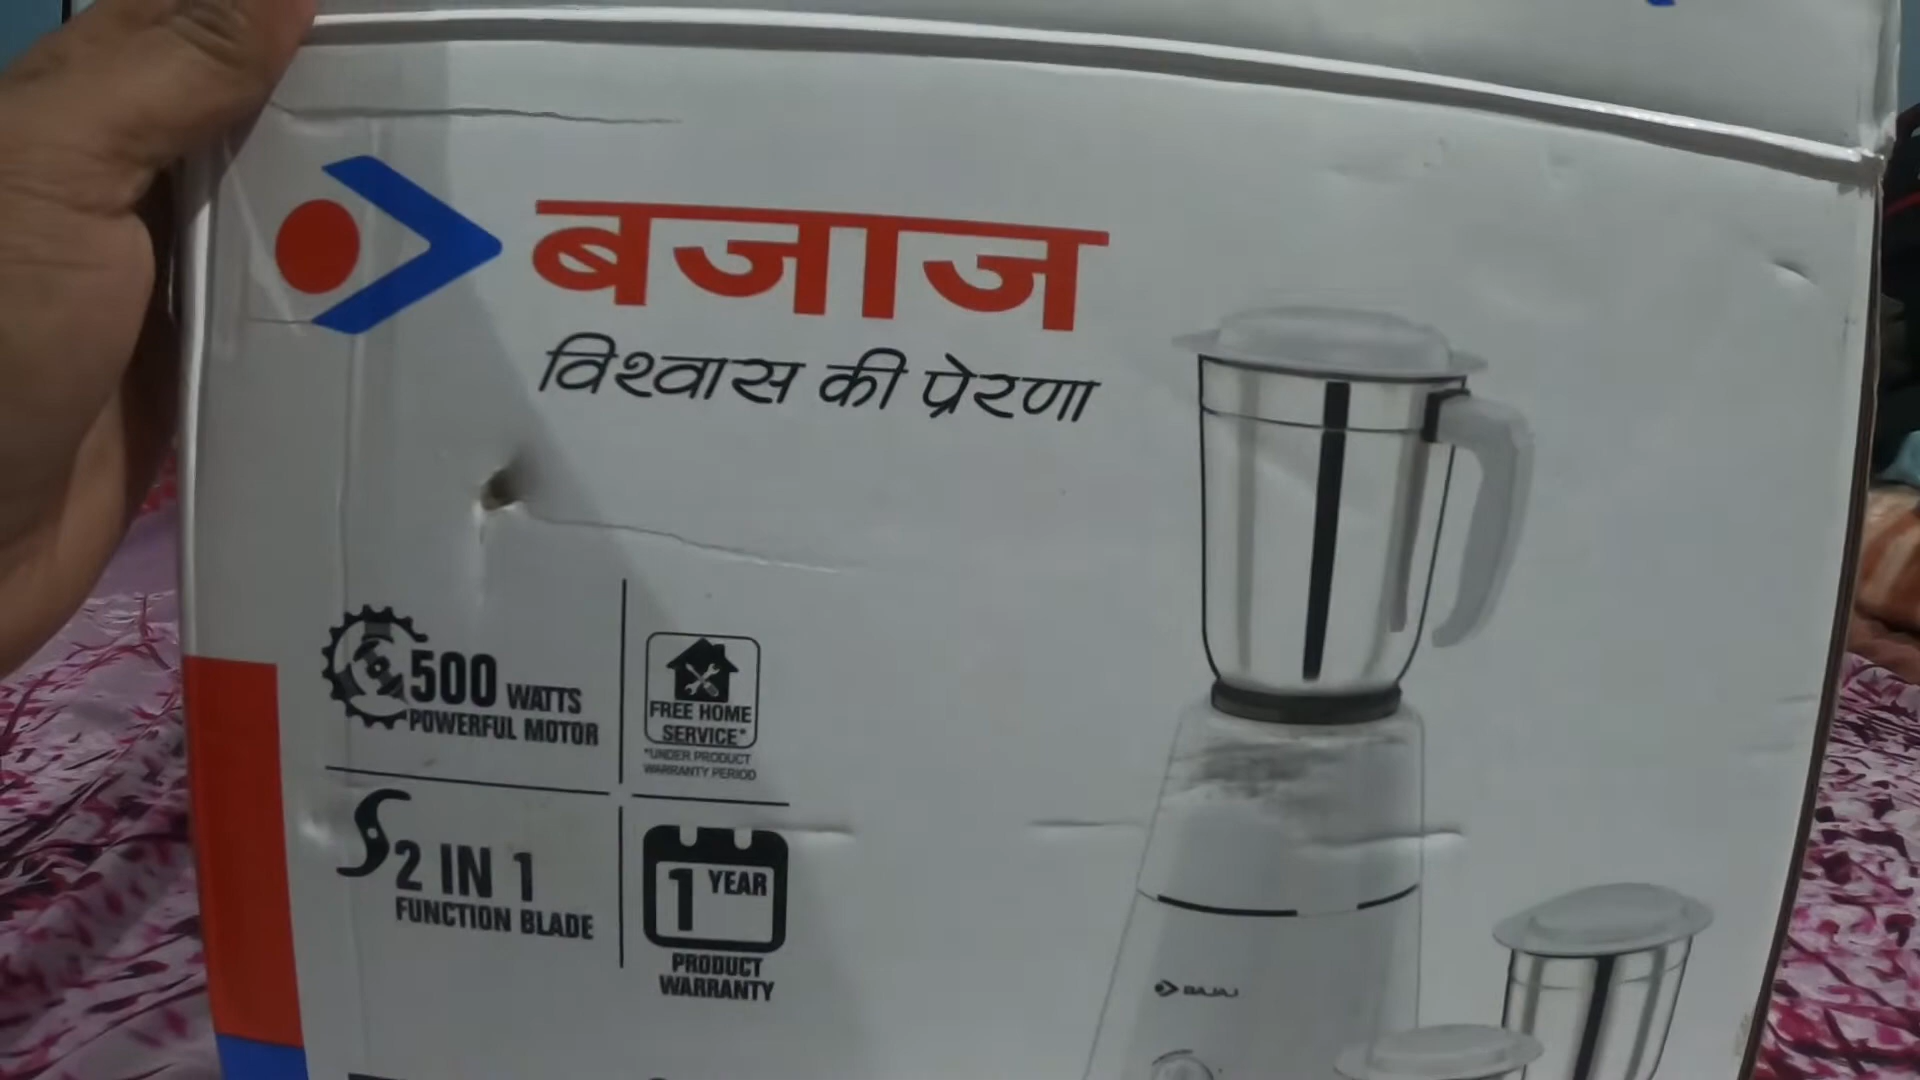 बजाज
विश्वास की प्रेरणा
500 WATTS
POWERFUL MOTOR
FREE HOME
SERVICE*
*UNDER PRODUCT
WARRANTY PERIOD
2 IN 1
FUNCTION BLADE
1 YEAR
PRODUCT
WARRANTY
BAJAJ